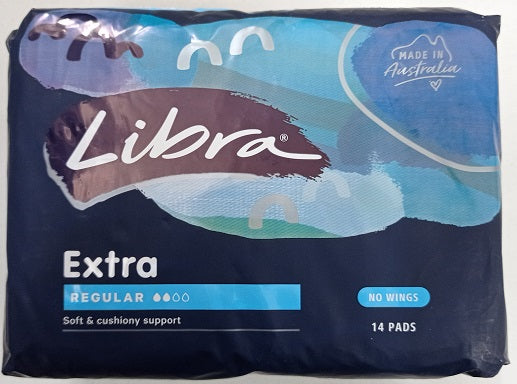 MADE IN
Australia
Libra®
Extra
REGULAR
Soft & cushiony support
NO WINGS
14 PADS